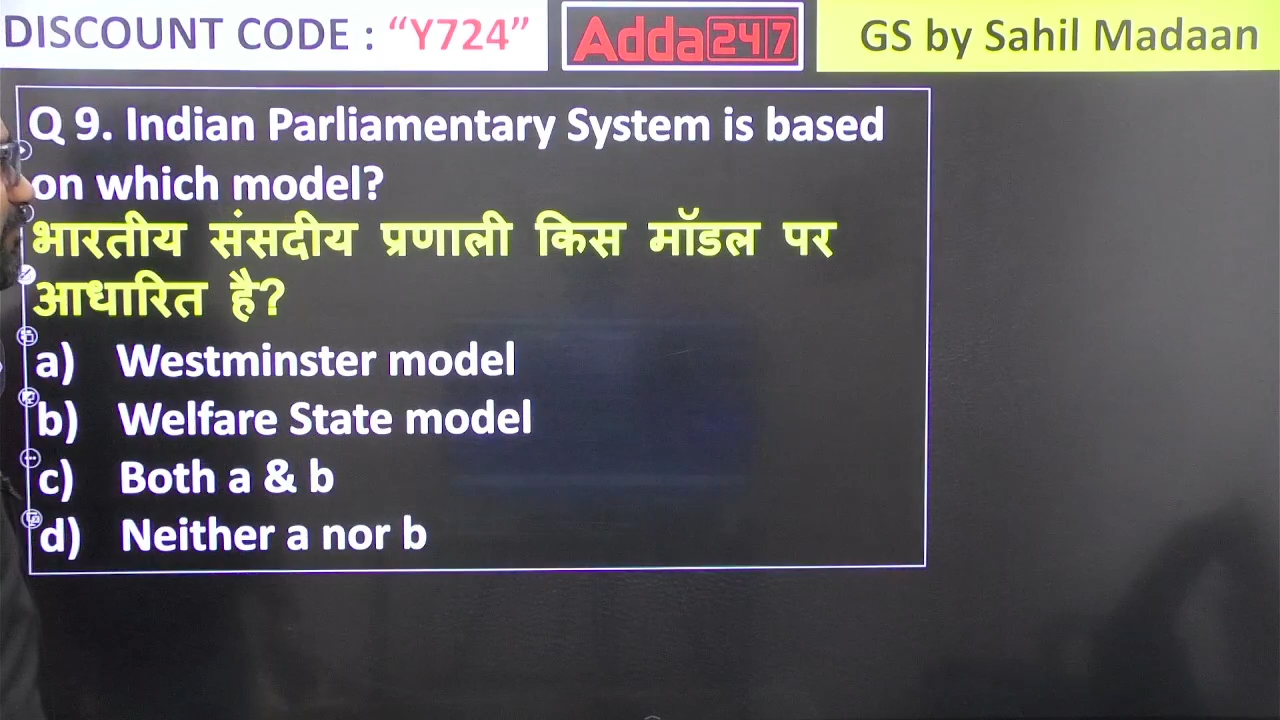 DISCOUNT CODE : “Y724”
Adda247
GS by Sahil Madaan
Q 9. Indian Parliamentary System is based
on which model?
भारतीय संसदीय प्रणाली किस मॉडल पर
आधारित है?
a) Westminster model
b) Welfare State model
c) Both a & b
d) Neither a nor b